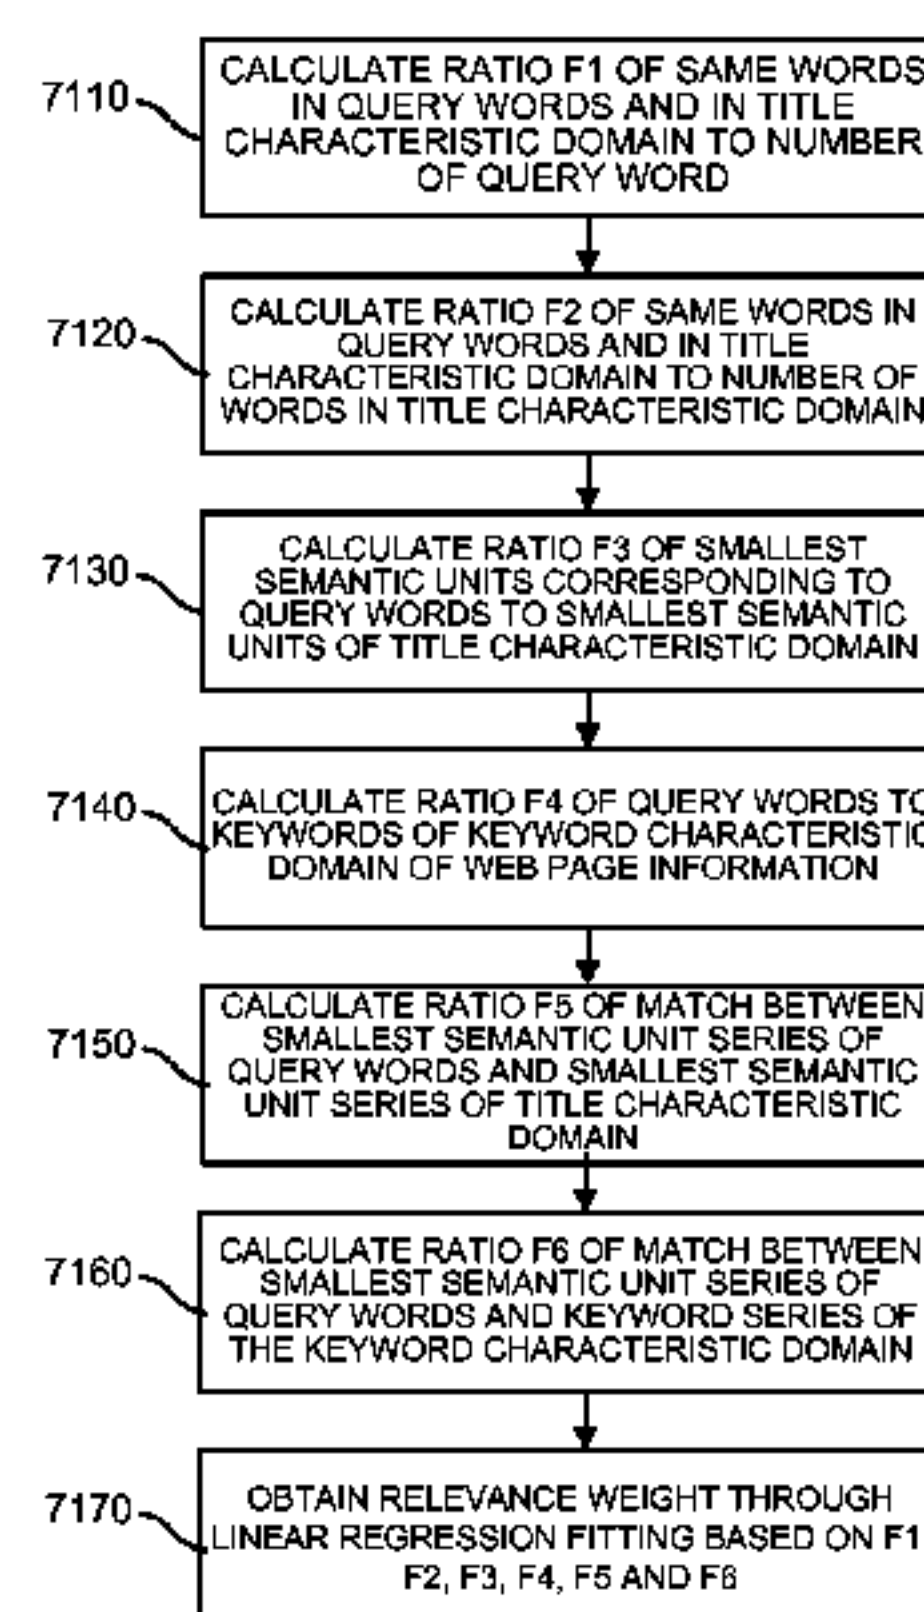 7110
CALCULATE RATIO F1 OF SAME WORDS
IN QUERY WORDS AND IN TITLE
CHARACTERISTIC DOMAIN TO NUMBER
OF QUERY WORD
7120
CALCULATE RATIO F2 OF SAME WORDS IN
QUERY WORDS AND IN TITLE
CHARACTERISTIC DOMAIN TO NUMBER OF
WORDS IN TITLE CHARACTERISTIC DOMAIN
7130
CALCULATE RATIO F3 OF SMALLEST
SEMANTIC UNITS CORRESPONDING TO
QUERY WORDS TO SMALLEST SEMANTIC
UNITS OF TITLE CHARACTERISTIC DOMAIN
7140
CALCULATE RATIO F4 OF QUERY WORDS TO
KEYWORDS OF KEYWORD CHARACTERISTIC
DOMAIN OF WEB PAGE INFORMATION
7150
CALCULATE RATIO F5 OF MATCH BETWEEN
SMALLEST SEMANTIC UNIT SERIES OF
QUERY WORDS AND SMALLEST SEMANTIC
UNIT SERIES OF TITLE CHARACTERISTIC
DOMAIN
7160
CALCULATE RATIO F6 OF MATCH BETWEEN
SMALLEST SEMANTIC UNIT SERIES OF
QUERY WORDS AND KEYWORD SERIES OF
THE KEYWORD CHARACTERISTIC DOMAIN
7170
OBTAIN RELEVANCE WEIGHT THROUGH
LINEAR REGRESSION FITTING BASED ON F1
F2, F3, F4, F5 AND F6